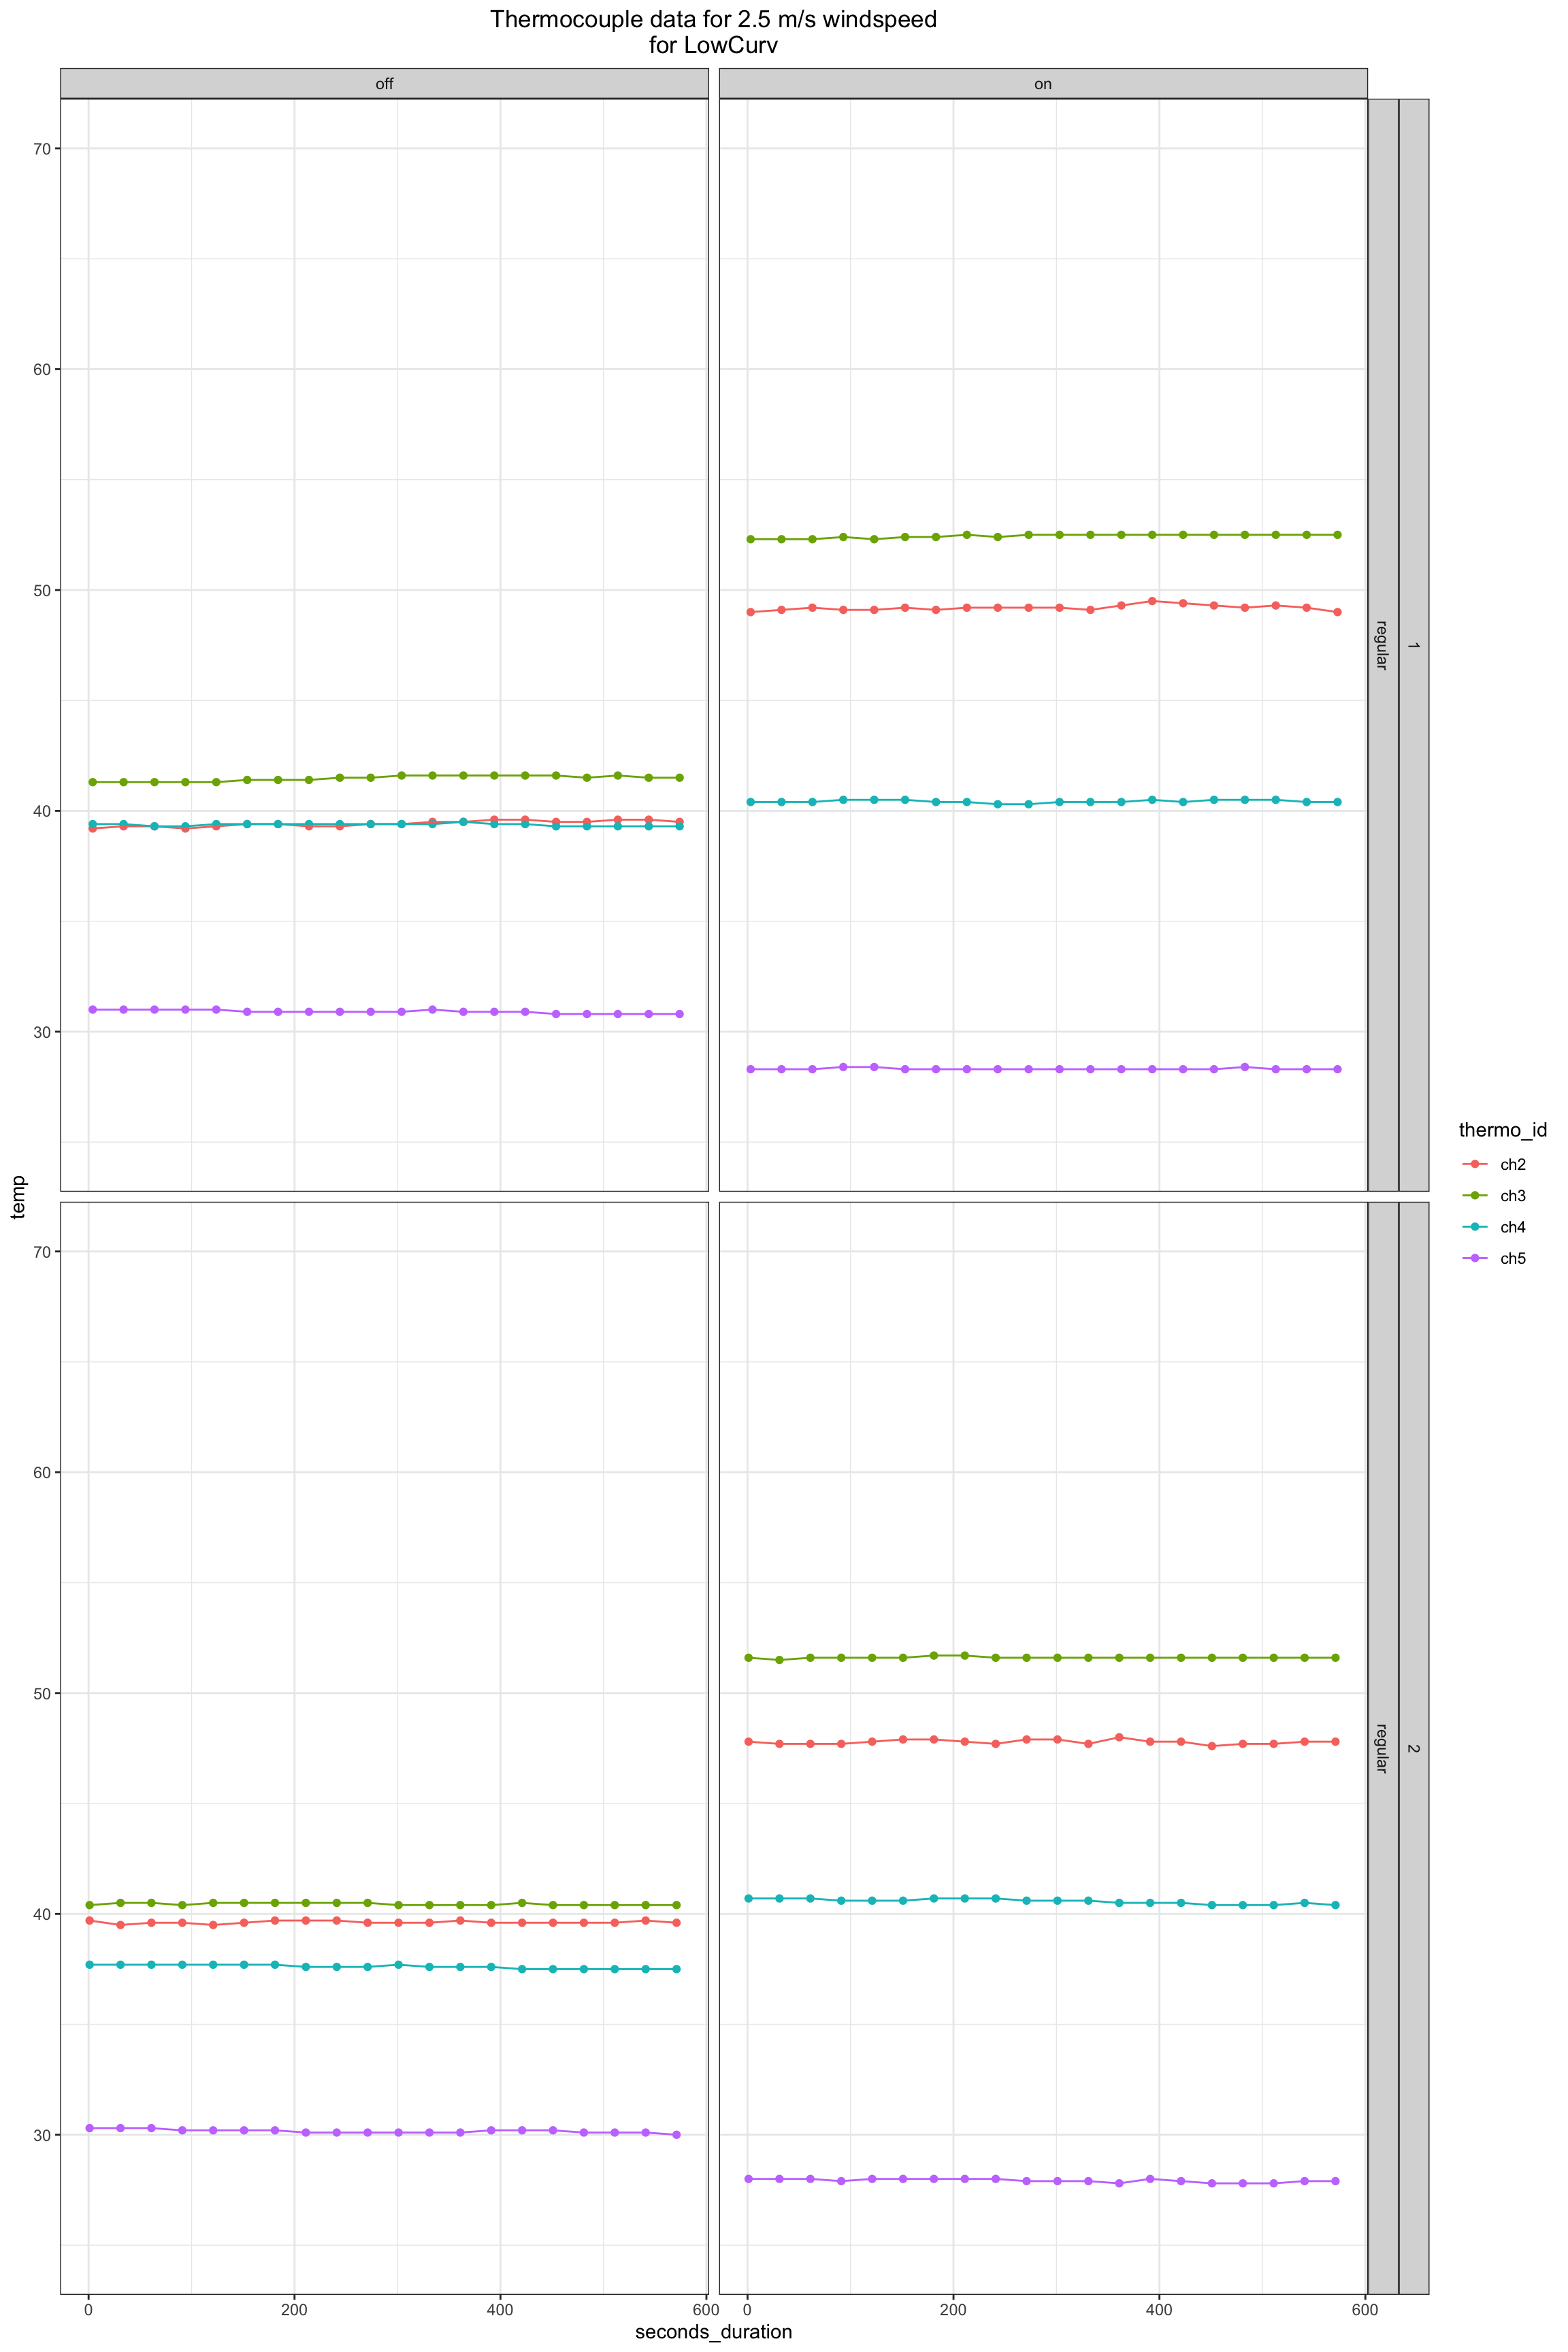 Thermocouple data for 2.5 m/s windspeed
for LowCurv
off
on
70
60
50
40
30
regular
1
temp
thermo_id
ch2
ch3
ch4
ch5
70
60
50
40
30
regular
2
0
200
400
600
0
200
400
600
seconds_duration